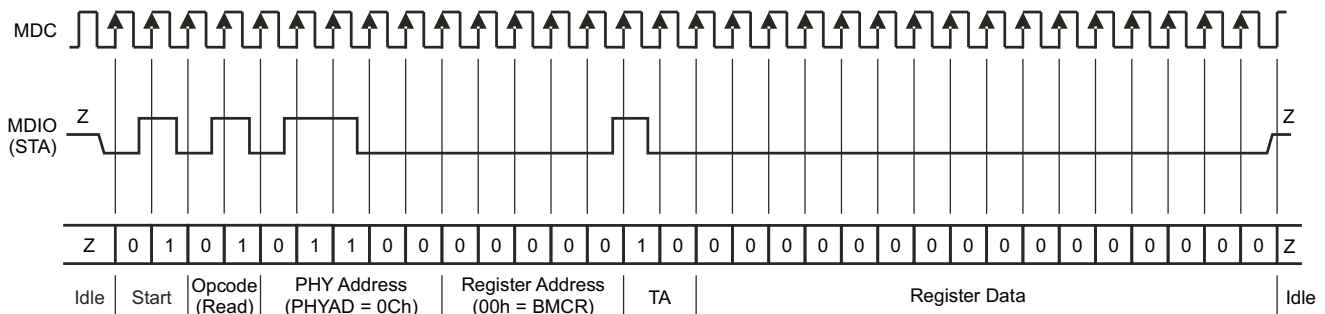 MDC
Z Z
MDIO
(STA)
Z 0 1 0 1 0 1 1 0 0 0 0 0 0 0 1 0 0 0 0 0 0 0 0 0 0 0 0 0 0 0 0 0 Z
Idle Start Opcode (Read) PHY Address (PHYAD = 0Ch) Register Address (00h = BMCR) TA Register Data Idle